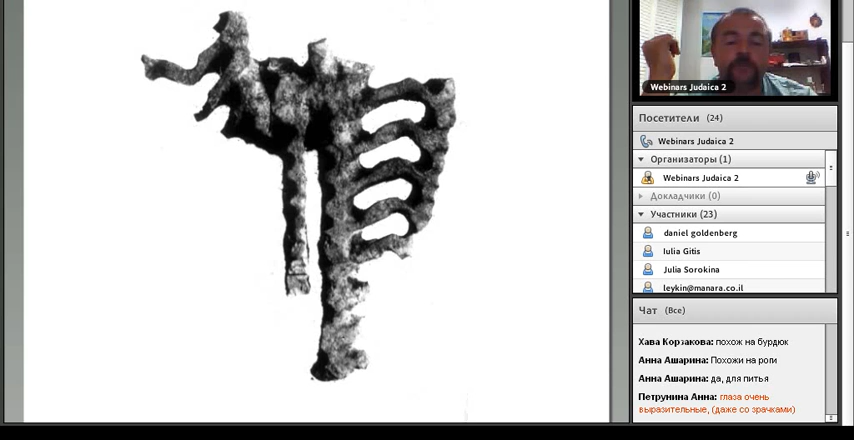 Webinars Judaica 2
Посетители (24)
Webinars Judaica 2
Организаторы (1)
Webinars Judaica 2
Докладчики (0)
Участники (23)
daniel goldenberg
Iulia Gitis
Julia Sorokina
leykin@manara.co.il
Чат (Все)
Хава Корзакова: похож на бурдюк
Анна Ашарина: Похожи на роги
Анна Ашарина: да, для питья
Петрунина Анна: глаза очень
выразительные, (даже со зрачками)